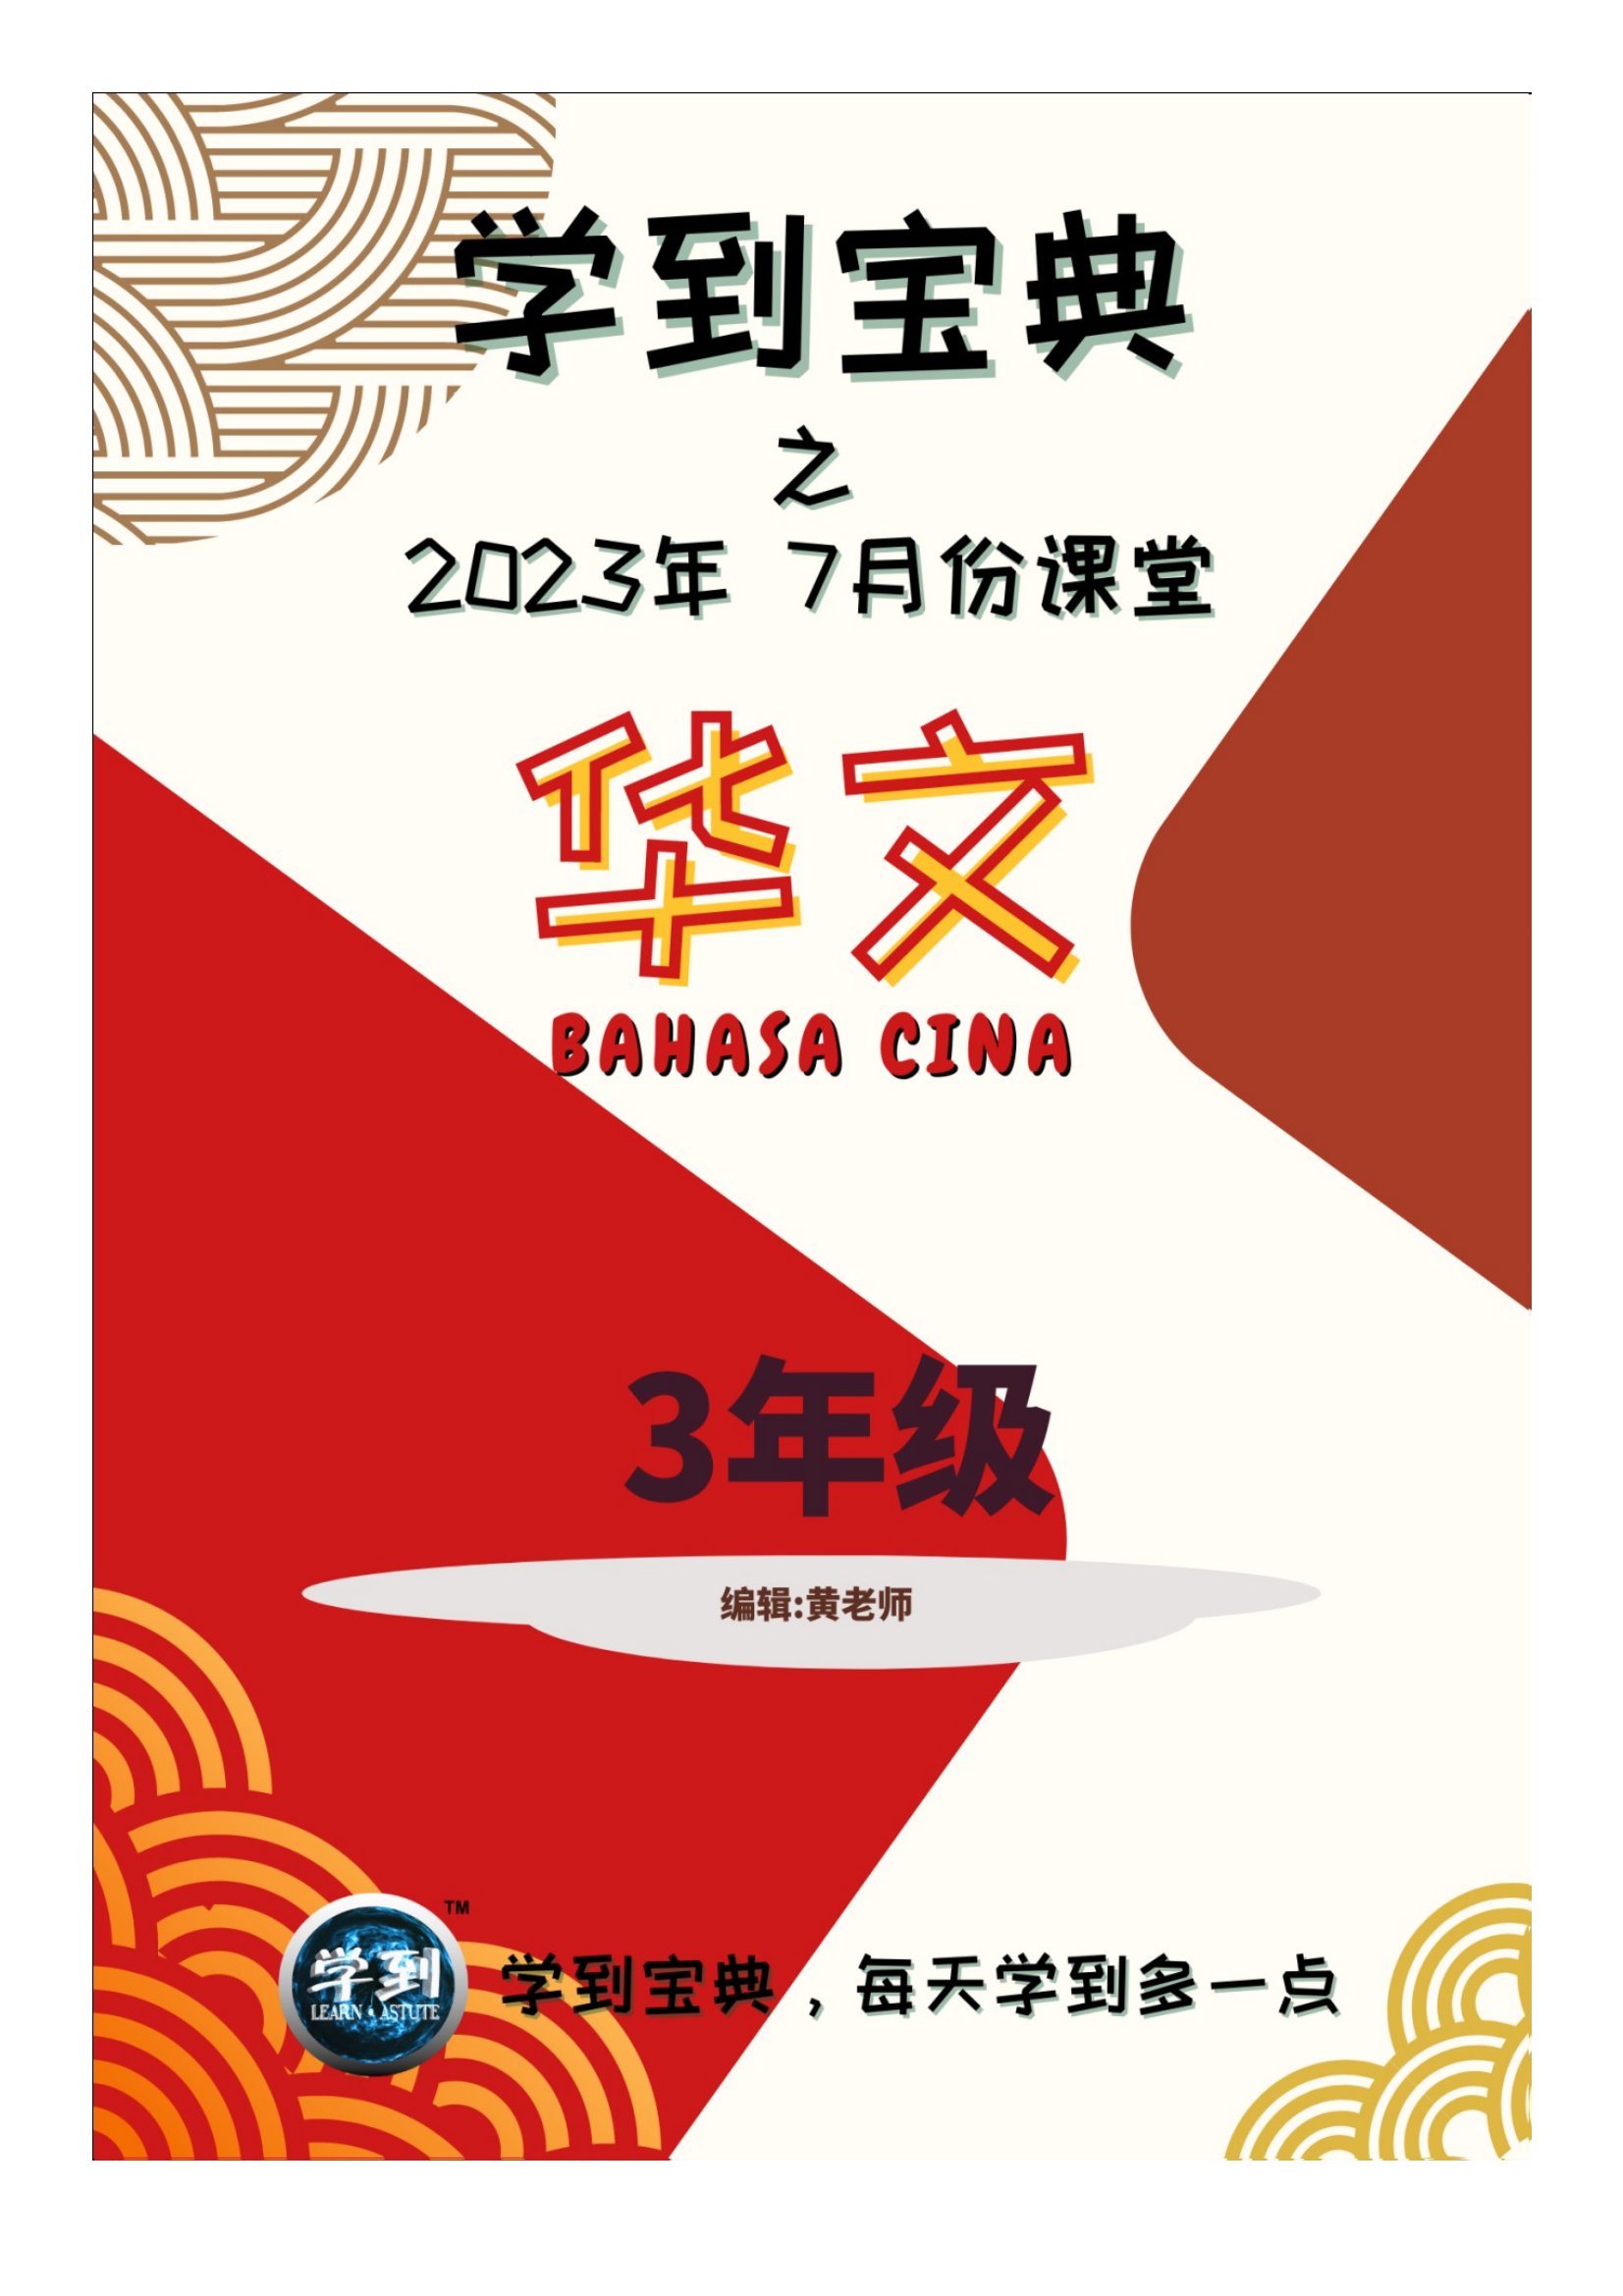 学到宝典
之
2023年 7月份课堂
华文
BAHASA CINA
3年级
编辑:黄老师
TM
学到
LEARN • ASTUTE
学到宝典，每天学到多一点